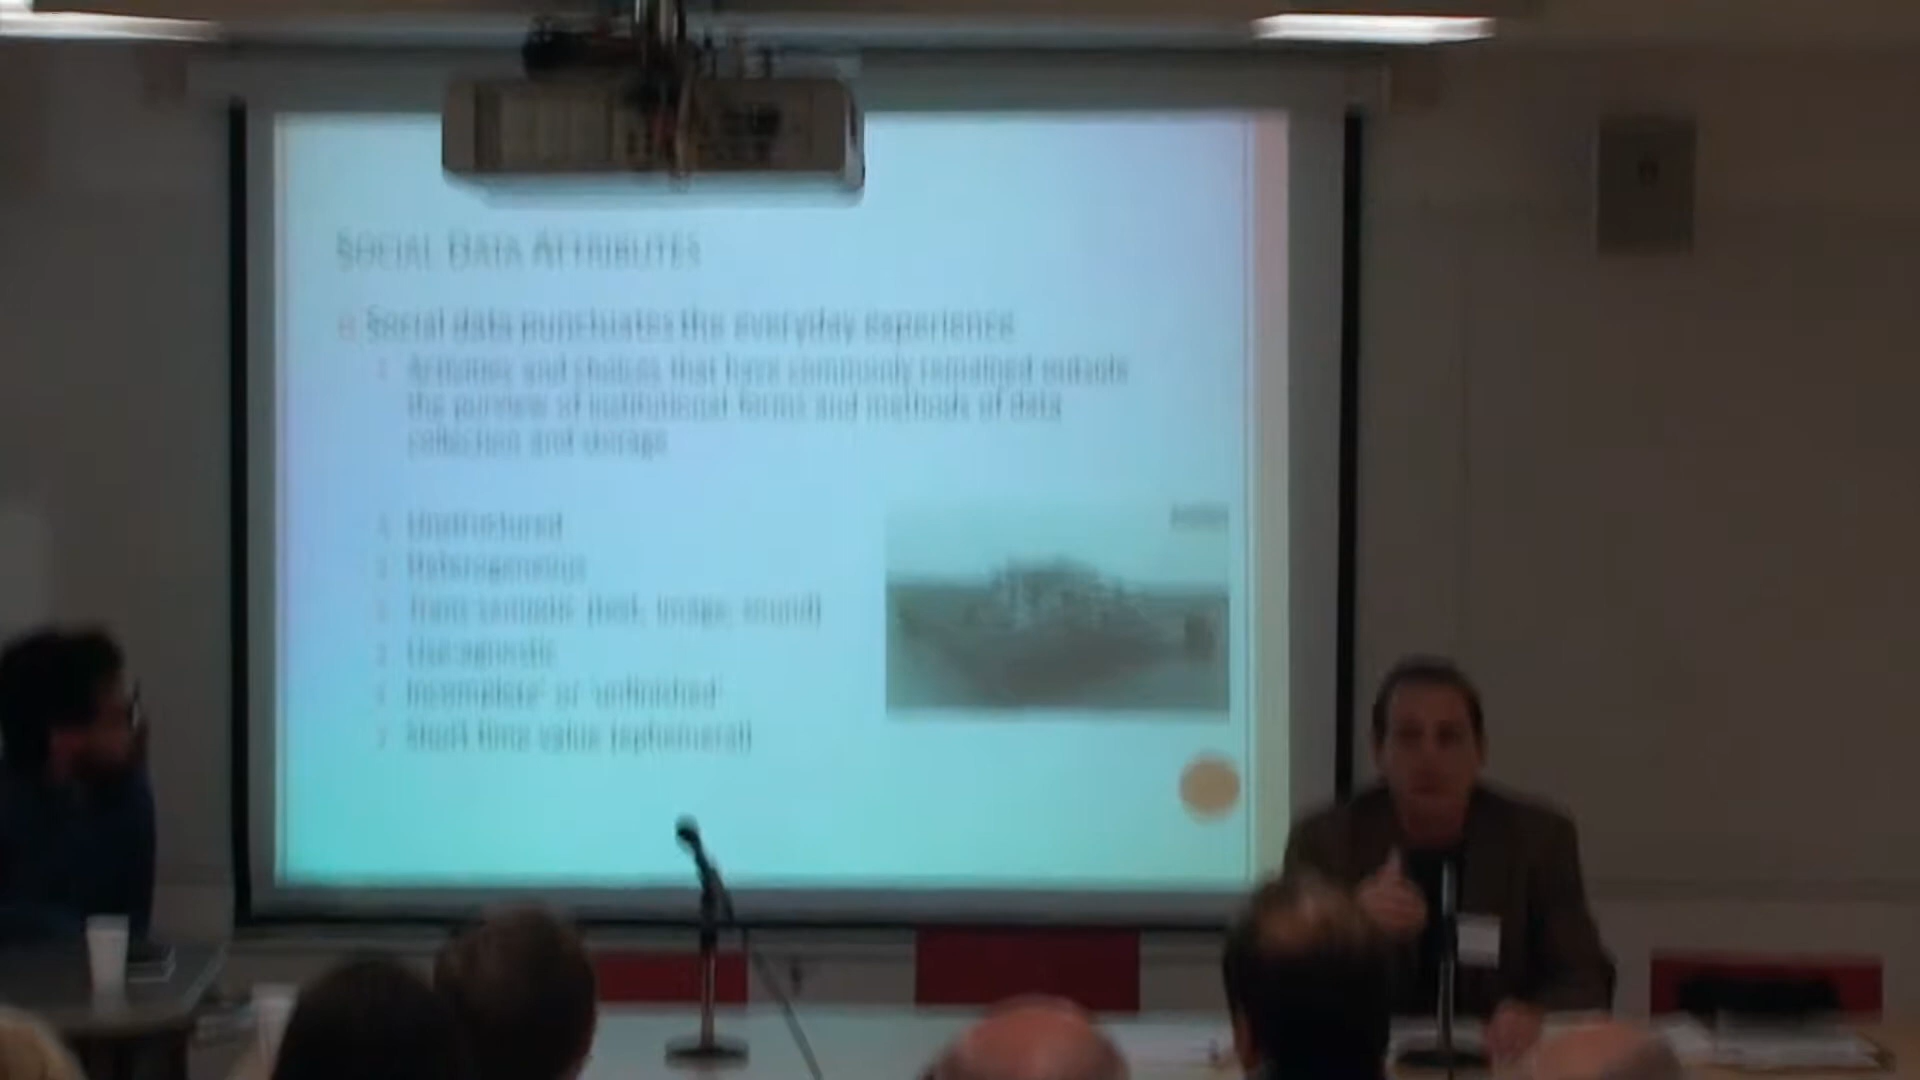 SOCIAL DATA ATTRIBUTES
Social data punctuates the everyday experience
Activities and choices that have commonly remained outside
the purview of institutional forms and methods of data
collection and storage
Unstructured
Heterogeneous
Trans-semiotic (text, image, sound)
Use-agnostic
'Incomplete' or 'unfinished'
Short time value (ephemeral)